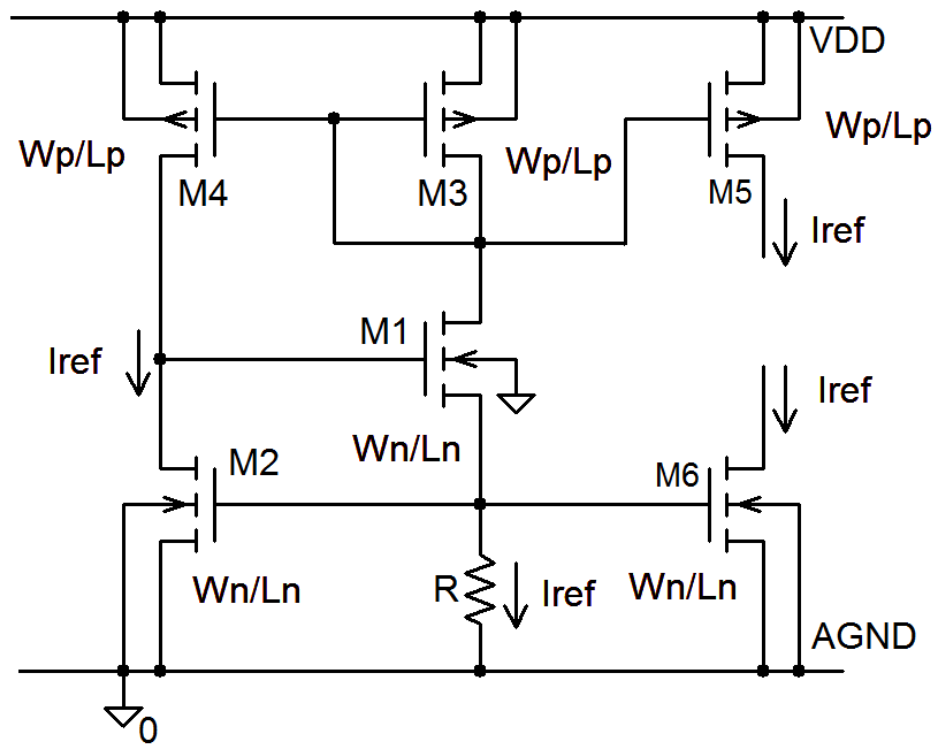 VDD
Wp/Lp
M4
M3
Wp/Lp
M5
Wp/Lp
Iref
Iref
M1
Wn/Ln
Iref
M2
Wn/Ln
M6
Wn/Ln
R
Iref
AGND
0